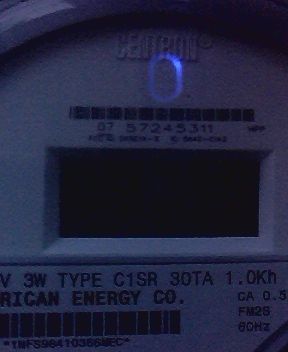 CENTRON®
07 57245311
V 3W TYPE C1SR 30TA 1.0Kh
RICAN ENERGY CO. CA 0.5
FM2S
60Hz